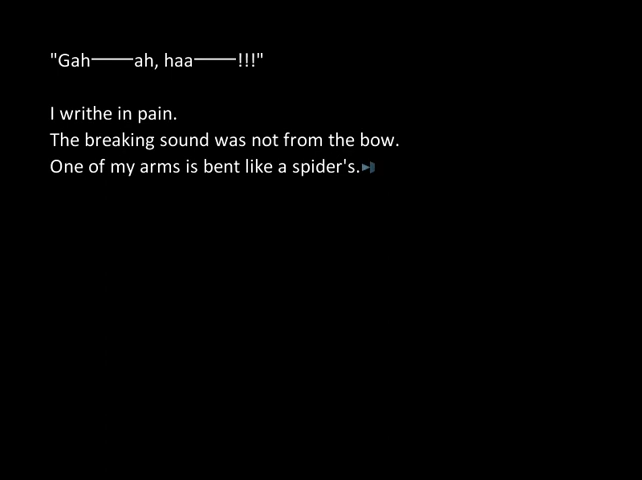 "Gah――ah, haa――!!!"
I writhe in pain.
The breaking sound was not from the bow.
One of my arms is bent like a spider's.